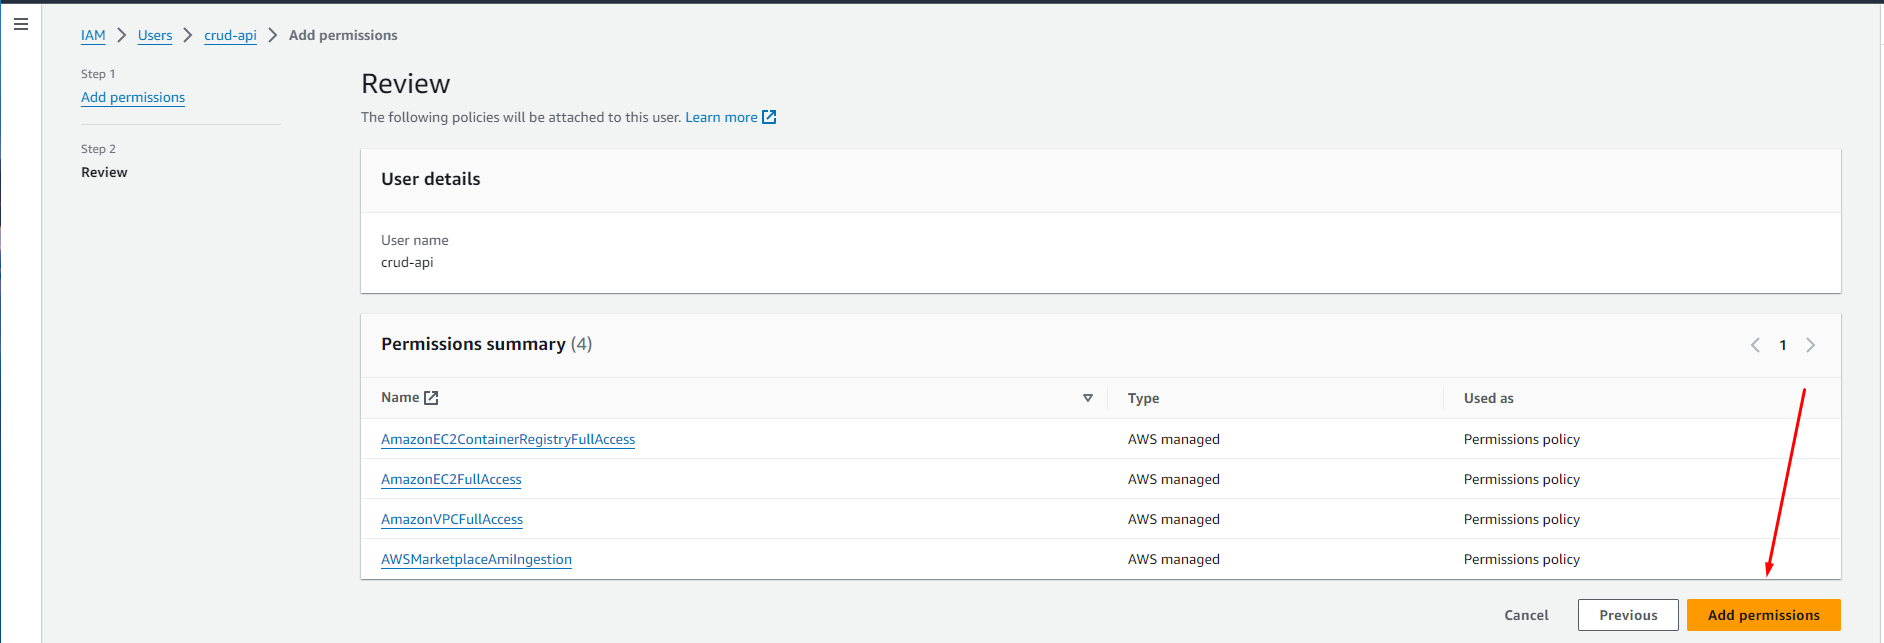 IAM > Users > crud-api > Add permissions
Step 1
Add permissions
Step 2
Review
Review
The following policies will be attached to this user. Learn more
User details
User name
crud-api
Permissions summary (4)
1
Name Type Used as
AmazonEC2ContainerRegistryFullAccess AWS managed Permissions policy
AmazonEC2FullAccess AWS managed Permissions policy
AmazonVPCFullAccess AWS managed Permissions policy
AWSMarketplaceAmiIngestion AWS managed Permissions policy
Cancel Previous Add permissions